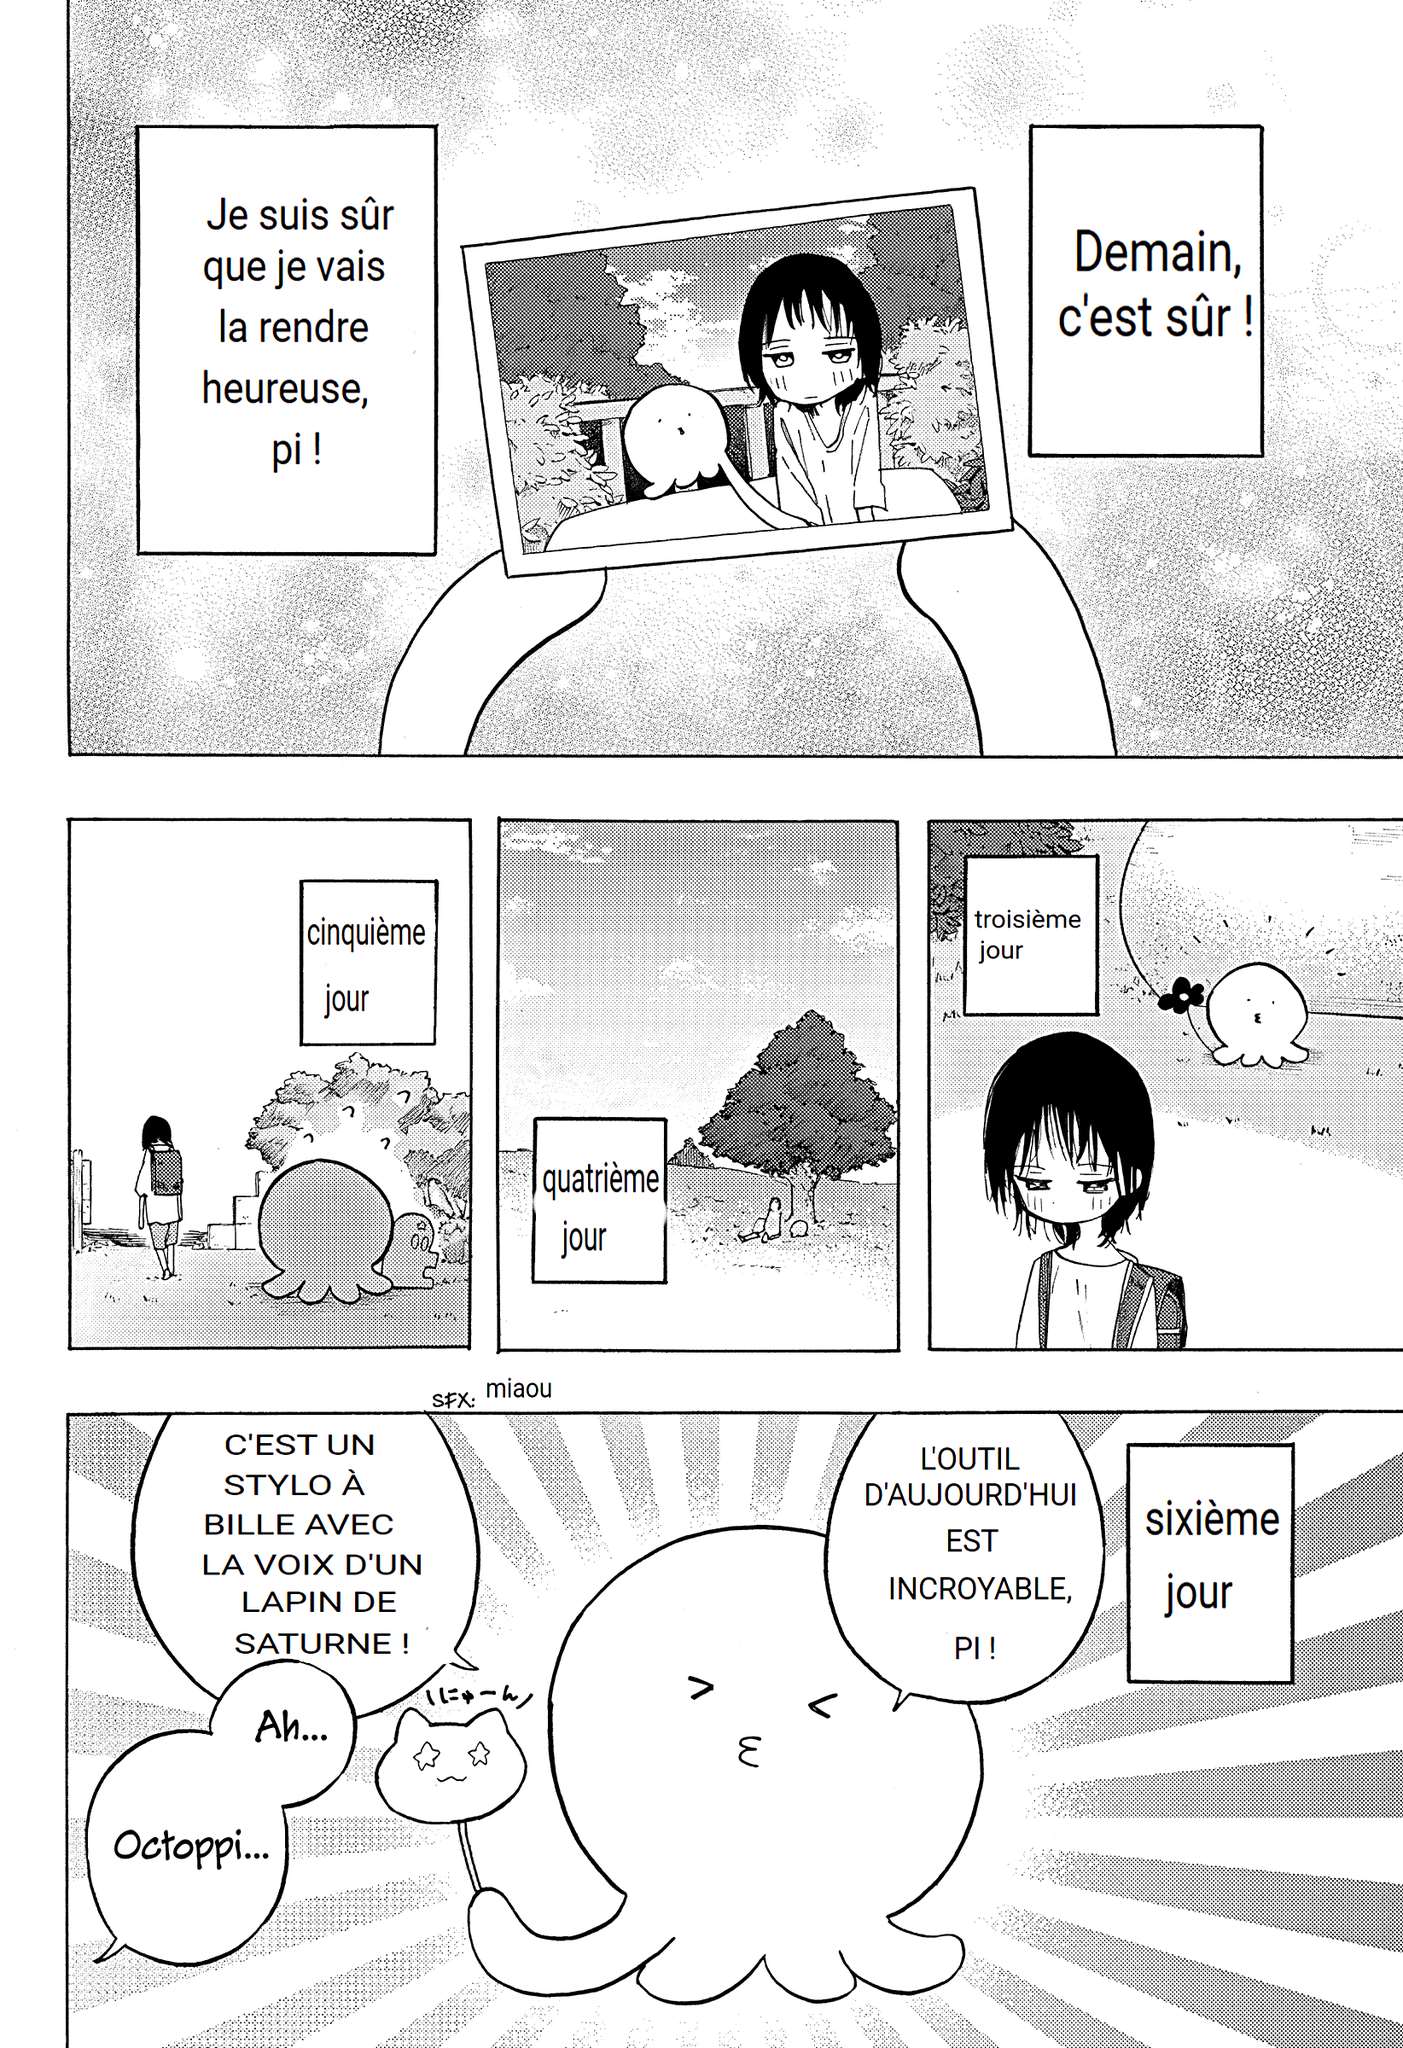 Demain,
c'est sûr !
Je suis sûr
que je vais
la rendre
heureuse,
pi !
troisième
jour
quatrième
jour
cinquième
jour
SFX: miaou
sixième
jour
L'OUTIL
D'AUJOURD'HUI
EST
INCROYABLE,
PI !
C'EST UN
STYLO À
BILLE AVEC
LA VOIX D'UN
LAPIN DE
SATURNE !
にゅーん
Ah...
Octoppi...